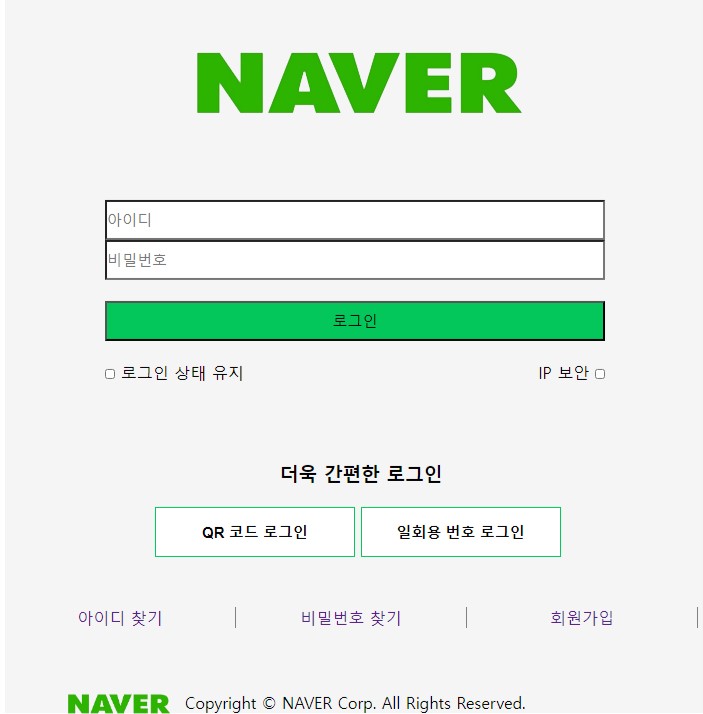 NAVER
아이디
비밀번호
로그인
로그인 상태 유지 IP 보안
더욱 간편한 로그인
QR 코드 로그인 일회용 번호 로그인
아이디 찾기 비밀번호 찾기 회원가입
NAVER Copyright © NAVER Corp. All Rights Reserved.